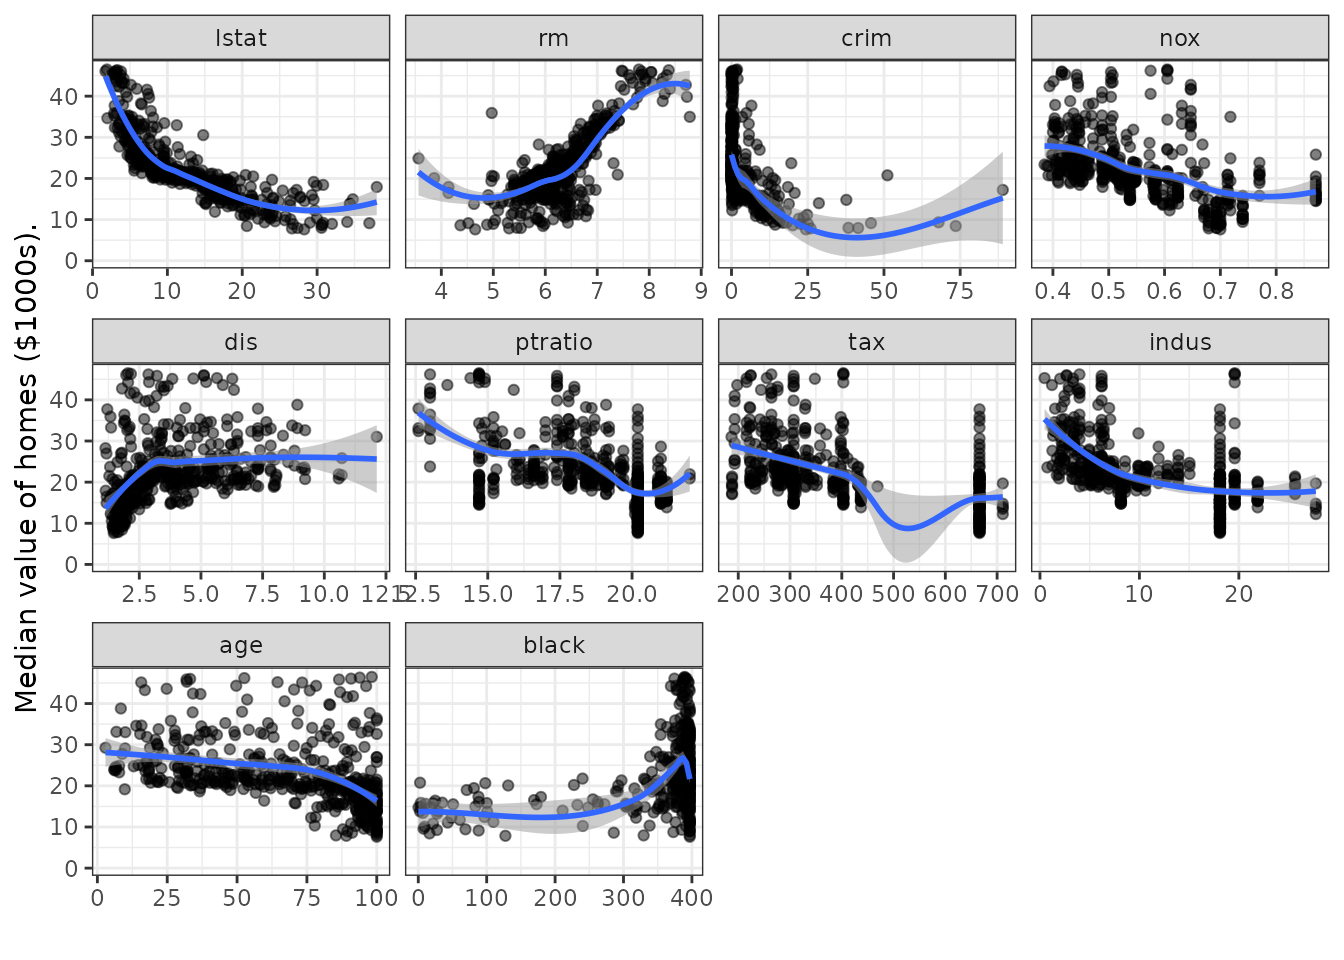 Median value of homes ($1000s).
lstat rm crim nox
40
30
20
10
0
0 10 20 30 4 5 6 7 8 9 0 25 50 75 0.4 0.5 0.6 0.7 0.8
dis ptratio tax indus
40
30
20
10
0
2.5 5.0 7.5 10.0 12.5 12.5 15.0 17.5 20.0 200 300 400 500 600 700 0 10 20
age black
40
30
20
10
0
0 25 50 75 100 0 100 200 300 400